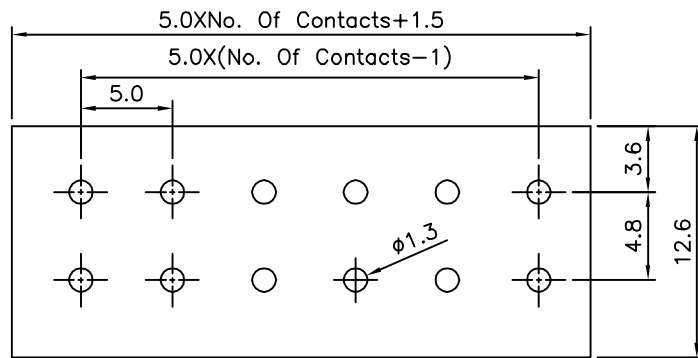 5.0XNo. Of Contacts+1.5
5.0X(No. Of Contacts-1)
5.0
3.6
4.8
12.6
ø1.3